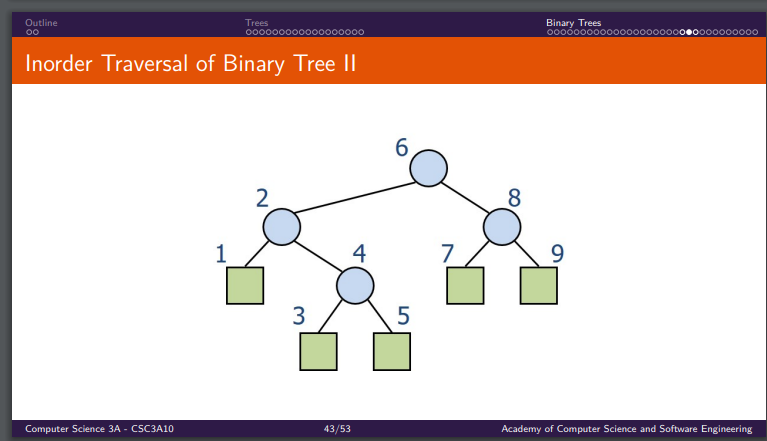 Outline
Trees
Binary Trees
Inorder Traversal of Binary Tree II
6
2
8
1
4
7
9
3
5
Computer Science 3A - CSC3A10
43/53
Academy of Computer Science and Software Engineering